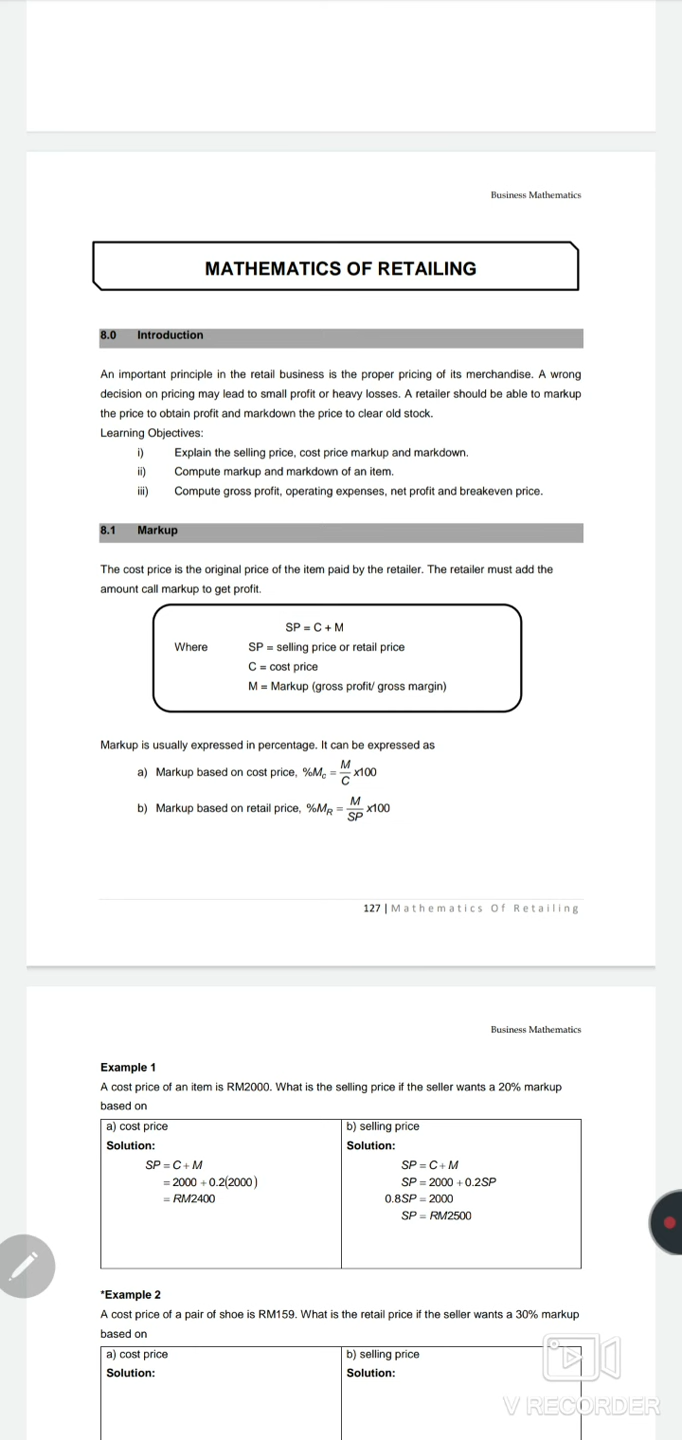 Business Mathematics
MATHEMATICS OF RETAILING
8.0 Introduction
An important principle in the retail business is the proper pricing of its merchandise. A wrong
decision on pricing may lead to small profit or heavy losses. A retailer should be able to markup
the price to obtain profit and markdown the price to clear old stock.
Learning Objectives:
i) Explain the selling price, cost price markup and markdown.
ii) Compute markup and markdown of an item.
iii) Compute gross profit, operating expenses, net profit and breakeven price.
8.1 Markup
The cost price is the original price of the item paid by the retailer. The retailer must add the
amount call markup to get profit.
SP = C + M
Where SP = selling price or retail price
C = cost price
M = Markup (gross profit/ gross margin)
Markup is usually expressed in percentage. It can be expressed as
a) Markup based on cost price, %Mc = M/C x100
b) Markup based on retail price, %MR = M/SP x100
127 | Mathematics Of Retailing
Business Mathematics
Example 1
A cost price of an item is RM2000. What is the selling price if the seller wants a 20% markup
based on
a) cost price
Solution:
SP = C + M
= 2000 + 0.2(2000)
= RM2400
b) selling price
Solution:
SP = C + M
SP = 2000 + 0.2SP
0.8SP = 2000
SP = RM2500
*Example 2
A cost price of a pair of shoe is RM159. What is the retail price if the seller wants a 30% markup
based on
a) cost price
Solution:
b) selling price
Solution:
V RECORDER